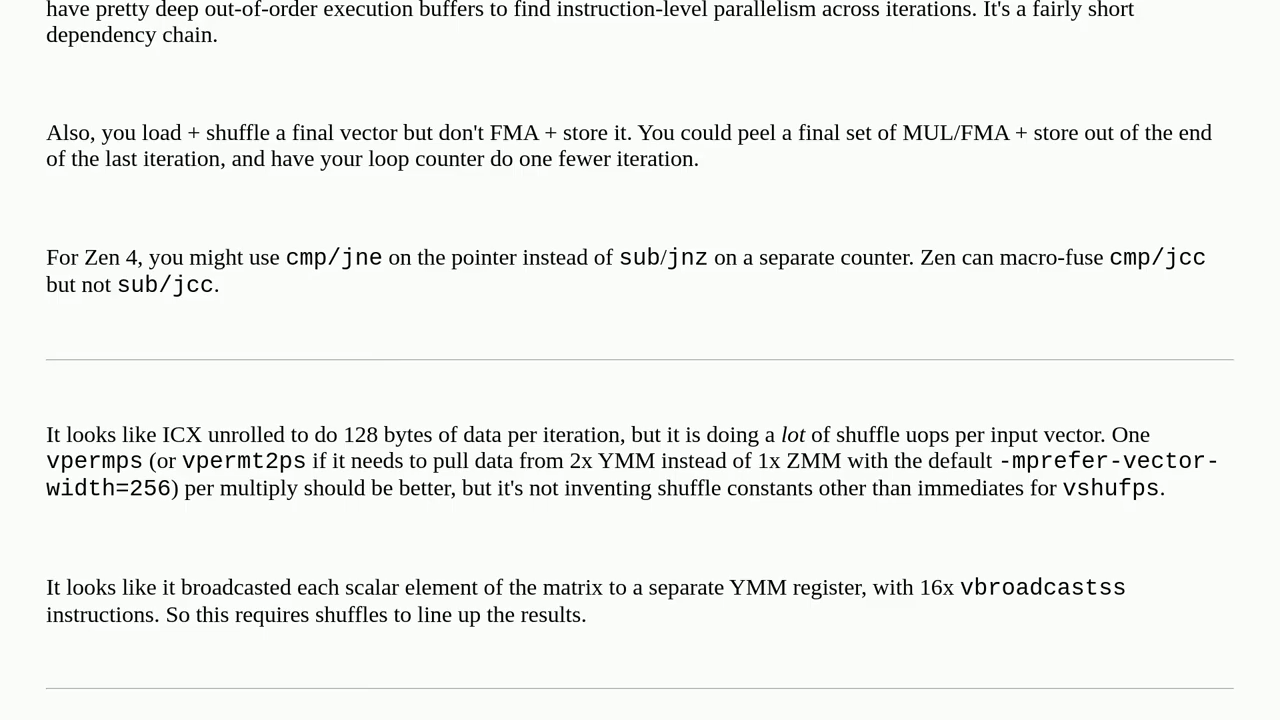 have pretty deep out-of-order execution buffers to find instruction-level parallelism across iterations. It's a fairly short
dependency chain.
Also, you load + shuffle a final vector but don't FMA + store it. You could peel a final set of MUL/FMA + store out of the end
of the last iteration, and have your loop counter do one fewer iteration.
For Zen 4, you might use cmp/jne on the pointer instead of sub/jnz on a separate counter. Zen can macro-fuse cmp/jcc
but not sub/jcc.
It looks like ICX unrolled to do 128 bytes of data per iteration, but it is doing a lot of shuffle uops per input vector. One
vpermps (or vpermt2ps if it needs to pull data from 2x YMM instead of 1x ZMM with the default -mprefer-vector-
width=256) per multiply should be better, but it's not inventing shuffle constants other than immediates for vshufps.
It looks like it broadcasted each scalar element of the matrix to a separate YMM register, with 16x vbroadcastss
instructions. So this requires shuffles to line up the results.